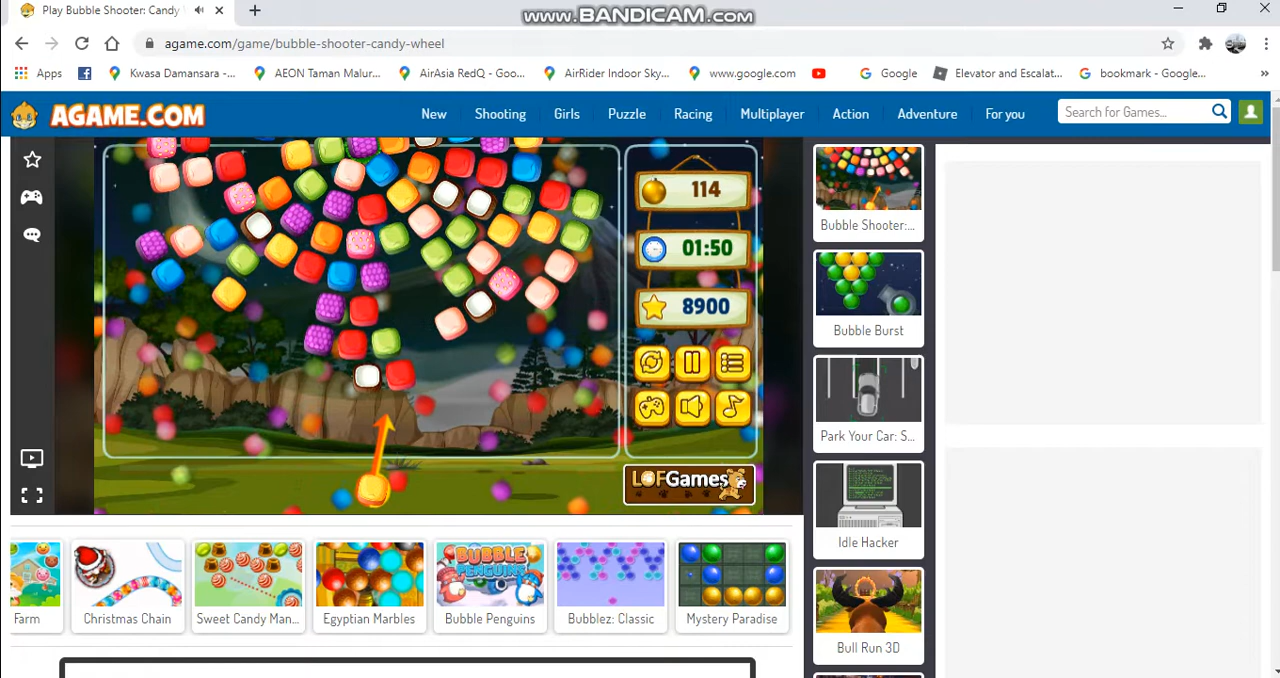 Play Bubble Shooter: Candy
www.BANDICAM.com
agame.com/game/bubble-shooter-candy-wheel
Apps
Kwasa Damansara -...
AEON Taman Malur...
AirAsia RedQ - Goo...
AirRider Indoor Sky...
www.google.com
Google
Elevator and Escalat...
bookmark - Google...
AGAME.COM
New
Shooting
Girls
Puzzle
Racing
Multiplayer
Action
Adventure
For you
Search for Games...
114
01:50
8900
LOFGames
Bubble Shooter:...
Bubble Burst
Park Your Car: S...
Idle Hacker
Bull Run 3D
Farm
Christmas Chain
Sweet Candy Man...
Egyptian Marbles
BUBBLE
PENGUINS
Bubble Penguins
Bubblez: Classic
Mystery Paradise